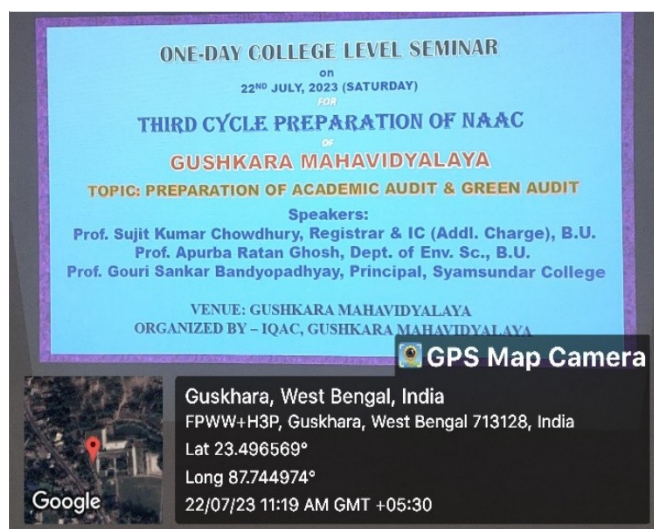 ONE-DAY COLLEGE LEVEL SEMINAR
on
22ND JULY, 2023 (SATURDAY)
FOR
THIRD CYCLE PREPARATION OF NAAC
OF
GUSHKARA MAHAVIDYALAYA
TOPIC: PREPARATION OF ACADEMIC AUDIT & GREEN AUDIT
Speakers:
Prof. Sujit Kumar Chowdhury, Registrar & IC (Addl. Charge), B.U.
Prof. Apurba Ratan Ghosh, Dept. of Env. Sc., B.U.
Prof. Gouri Sankar Bandyopadhyay, Principal, Syamsundar College
VENUE: GUSHKARA MAHAVIDYALAYA
ORGANIZED BY – IQAC, GUSHKARA MAHAVIDYALAYA
GPS Map Camera
Guskhara, West Bengal, India
FPWW+H3P, Guskhara, West Bengal 713128, India
Lat 23.496569°
Long 87.744974°
22/07/23 11:19 AM GMT +05:30
Google